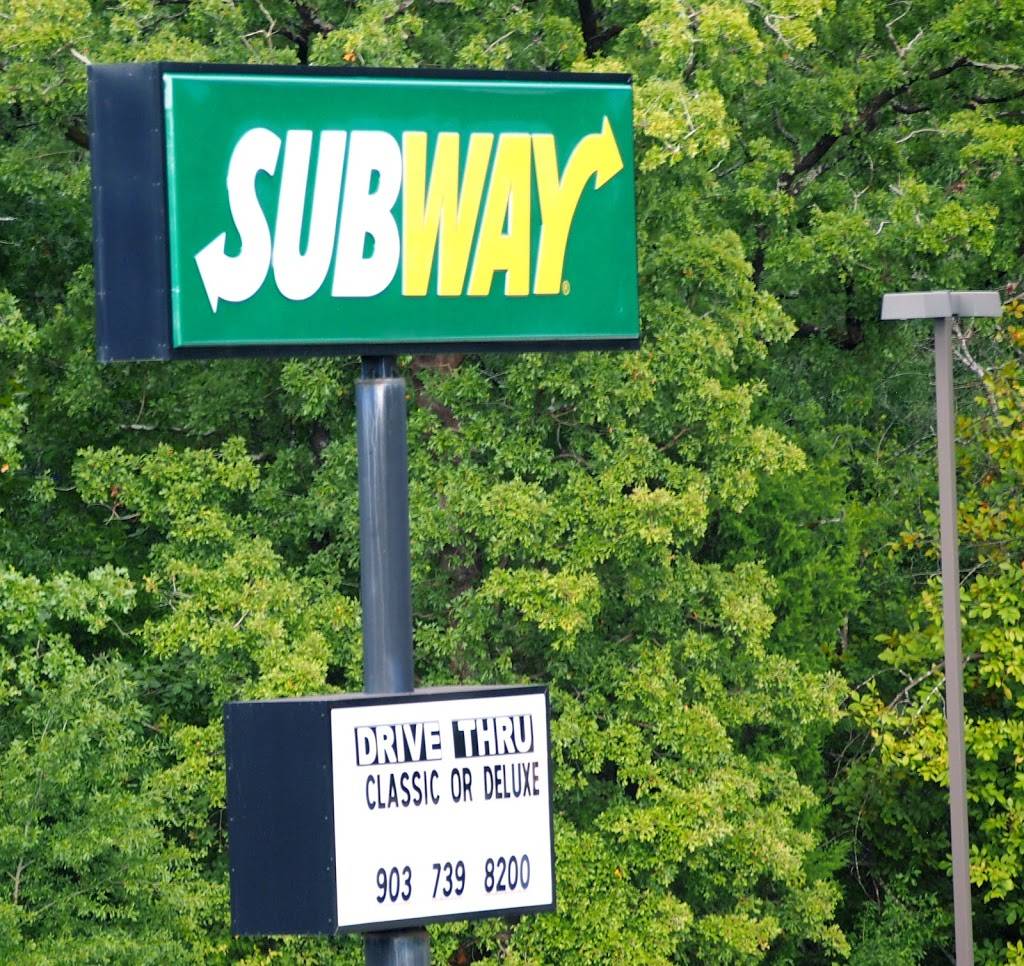 SUBWAY®
DRIVE THRU
CLASSIC OR DELUXE
903 739 8200